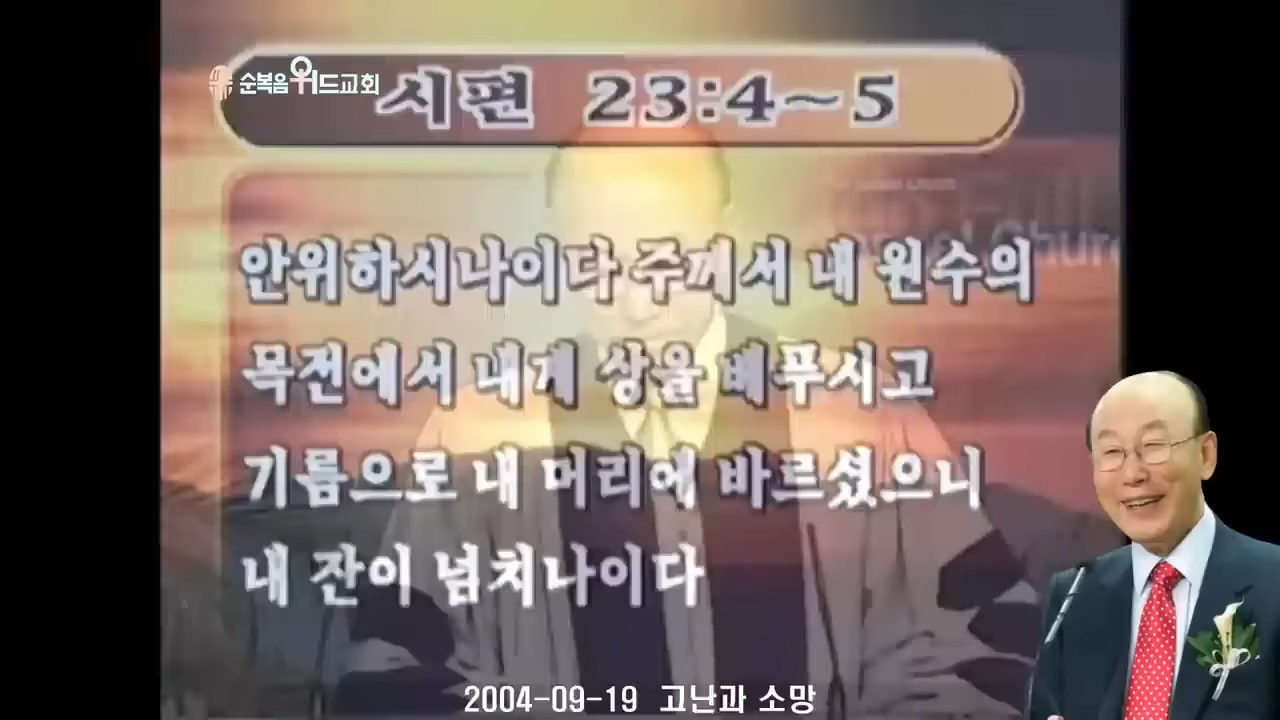 순복음워드교회
시편 23:4~5
안위하시나이다 주께서 내 원수의
목전에서 내게 상을 베푸시고
기름으로 내 머리에 바르셨으니
내 잔이 넘치나이다
2004-09-19 고난과 소망